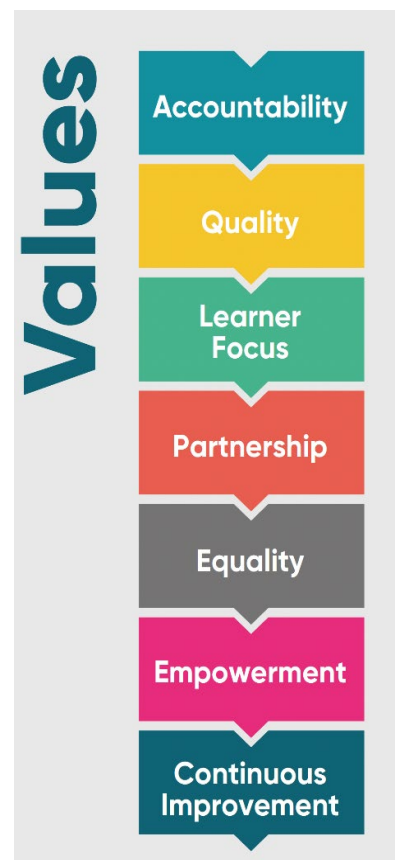 Values
Accountability
Quality
Learner
Focus
Partnership
Equality
Empowerment
Continuous
Improvement